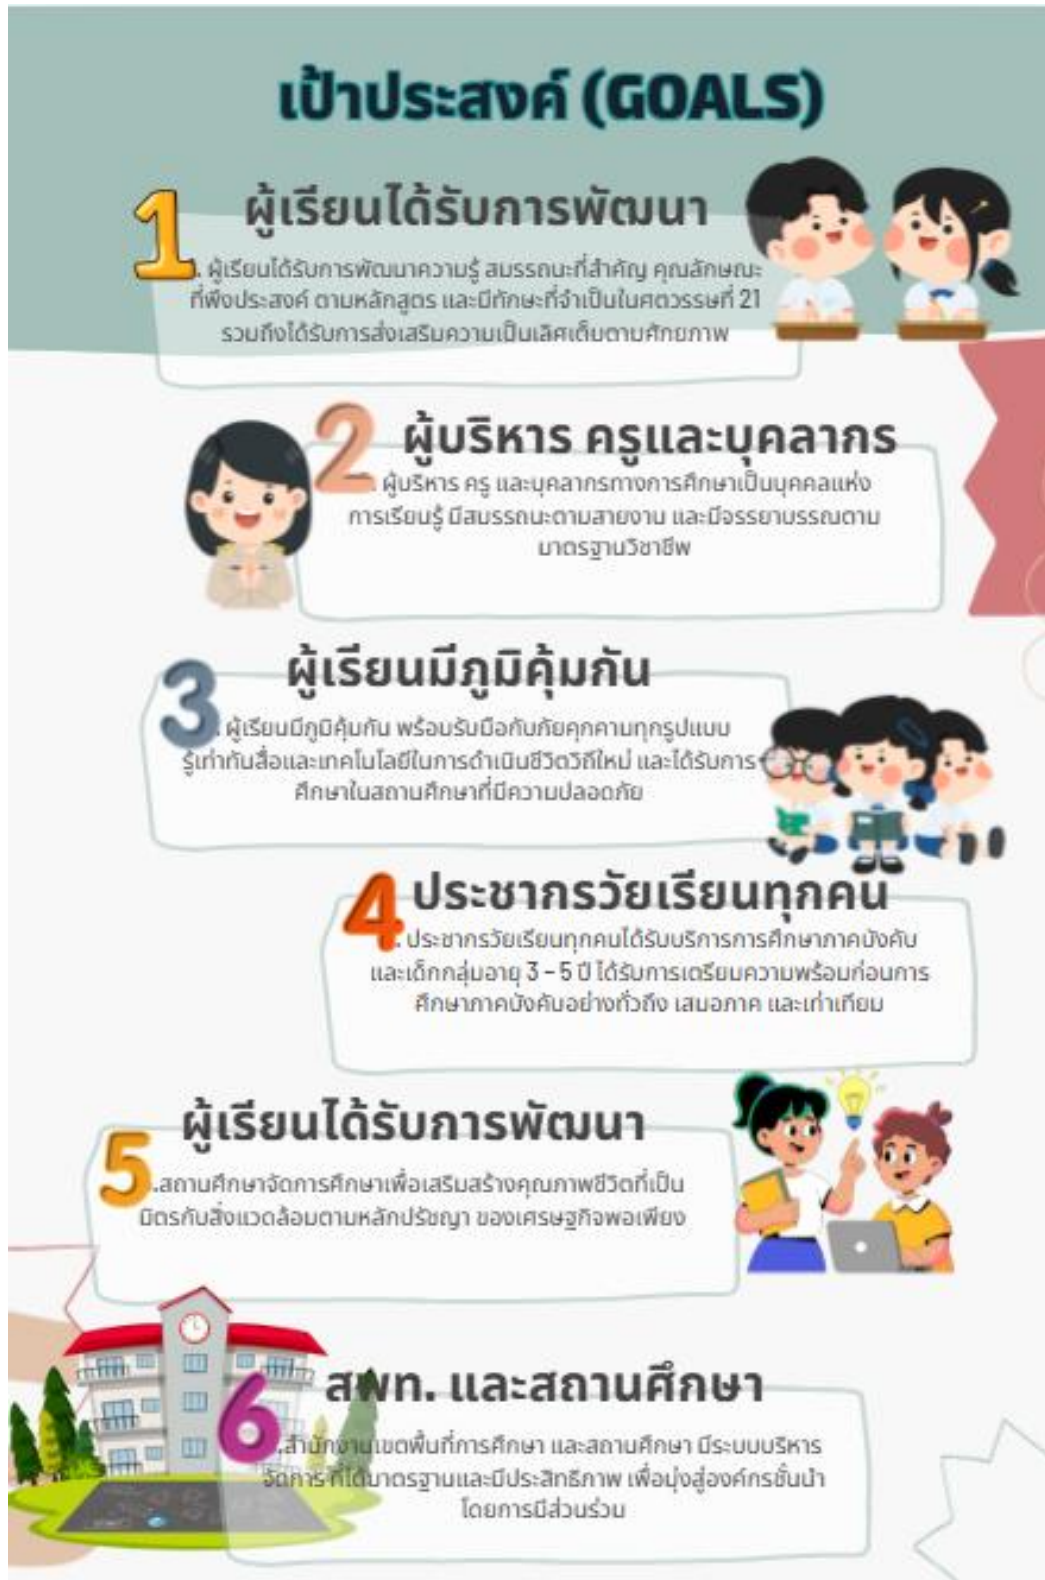 เป้าประสงค์ (GOALS)
1 ผู้เรียนได้รับการพัฒนา
. ผู้เรียนได้รับการพัฒนาความรู้ สมรรถนะที่สำคัญ คุณลักษณะ
ที่พึงประสงค์ ตามหลักสูตร และมีทักษะที่จำเป็นในศตวรรษที่ 21
รวมถึงได้รับการส่งเสริมความเป็นเลิศเต็มตามศักยภาพ
2 ผู้บริหาร ครูและบุคลากร
. ผู้บริหาร ครู และบุคลากรทางการศึกษาเป็นบุคคลแห่ง
การเรียนรู้ มีสมรรถนะตามสายงาน และมีจรรยาบรรณตาม
มาตรฐานวิชาชีพ
3 ผู้เรียนมีภูมิคุ้มกัน
. ผู้เรียนมีภูมิคุ้มกัน พร้อมรับมือกับภัยคุกคามทุกรูปแบบ
รู้เท่าทันสื่อและเทคโนโลยีในการดำเนินชีวิตวิถีใหม่ และได้รับการ
ศึกษาในสถานศึกษาที่มีความปลอดภัย
4 ประชากรวัยเรียนทุกคน
. ประชากรวัยเรียนทุกคนได้รับบริการการศึกษาภาคบังคับ
และเด็กกลุ่มอายุ 3 – 5 ปี ได้รับการเตรียมความพร้อมก่อนการ
ศึกษาภาคบังคับอย่างทั่วถึง เสมอภาค และเท่าเทียม
5 ผู้เรียนได้รับการพัฒนา
.สถานศึกษาจัดการศึกษาเพื่อเสริมสร้างคุณภาพชีวิตที่เป็น
มิตรกับสิ่งแวดล้อมตามหลักปรัชญา ของเศรษฐกิจพอเพียง
6 สพท. และสถานศึกษา
.สำนักงานเขตพื้นที่การศึกษา และสถานศึกษา มีระบบบริหาร
จัดการ ที่ได้มาตรฐานและมีประสิทธิภาพ เพื่อมุ่งสู่องค์กรชั้นนำ
โดยการมีส่วนร่วม